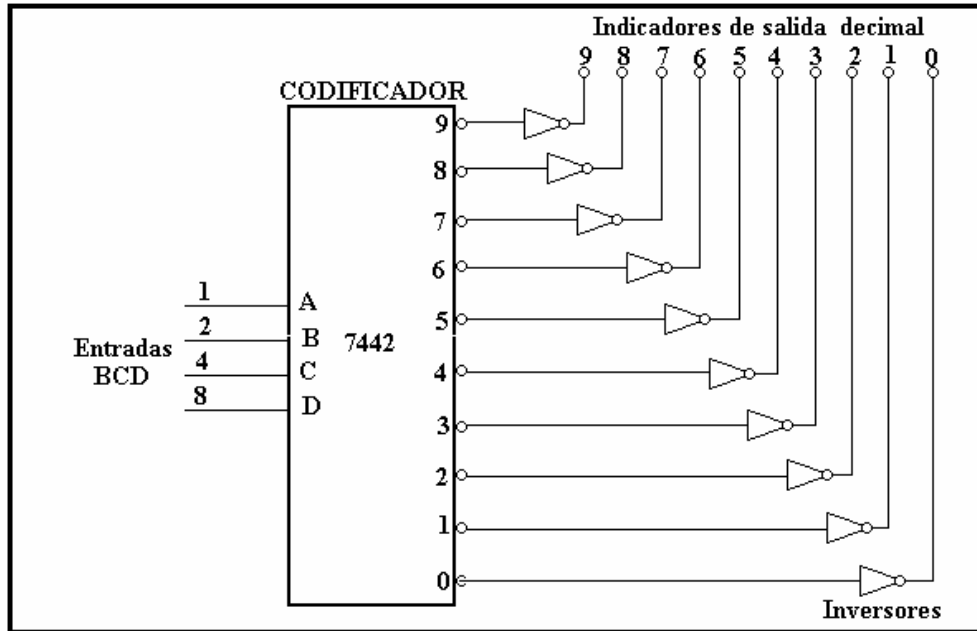 Indicadores de salida decimal
9 8 7 6 5 4 3 2 1 0
CODIFICADOR
9
8
7
6
5
4
3
2
1
0
1 A
2 B
4 C
8 D
Entradas
BCD
7442
Inversores